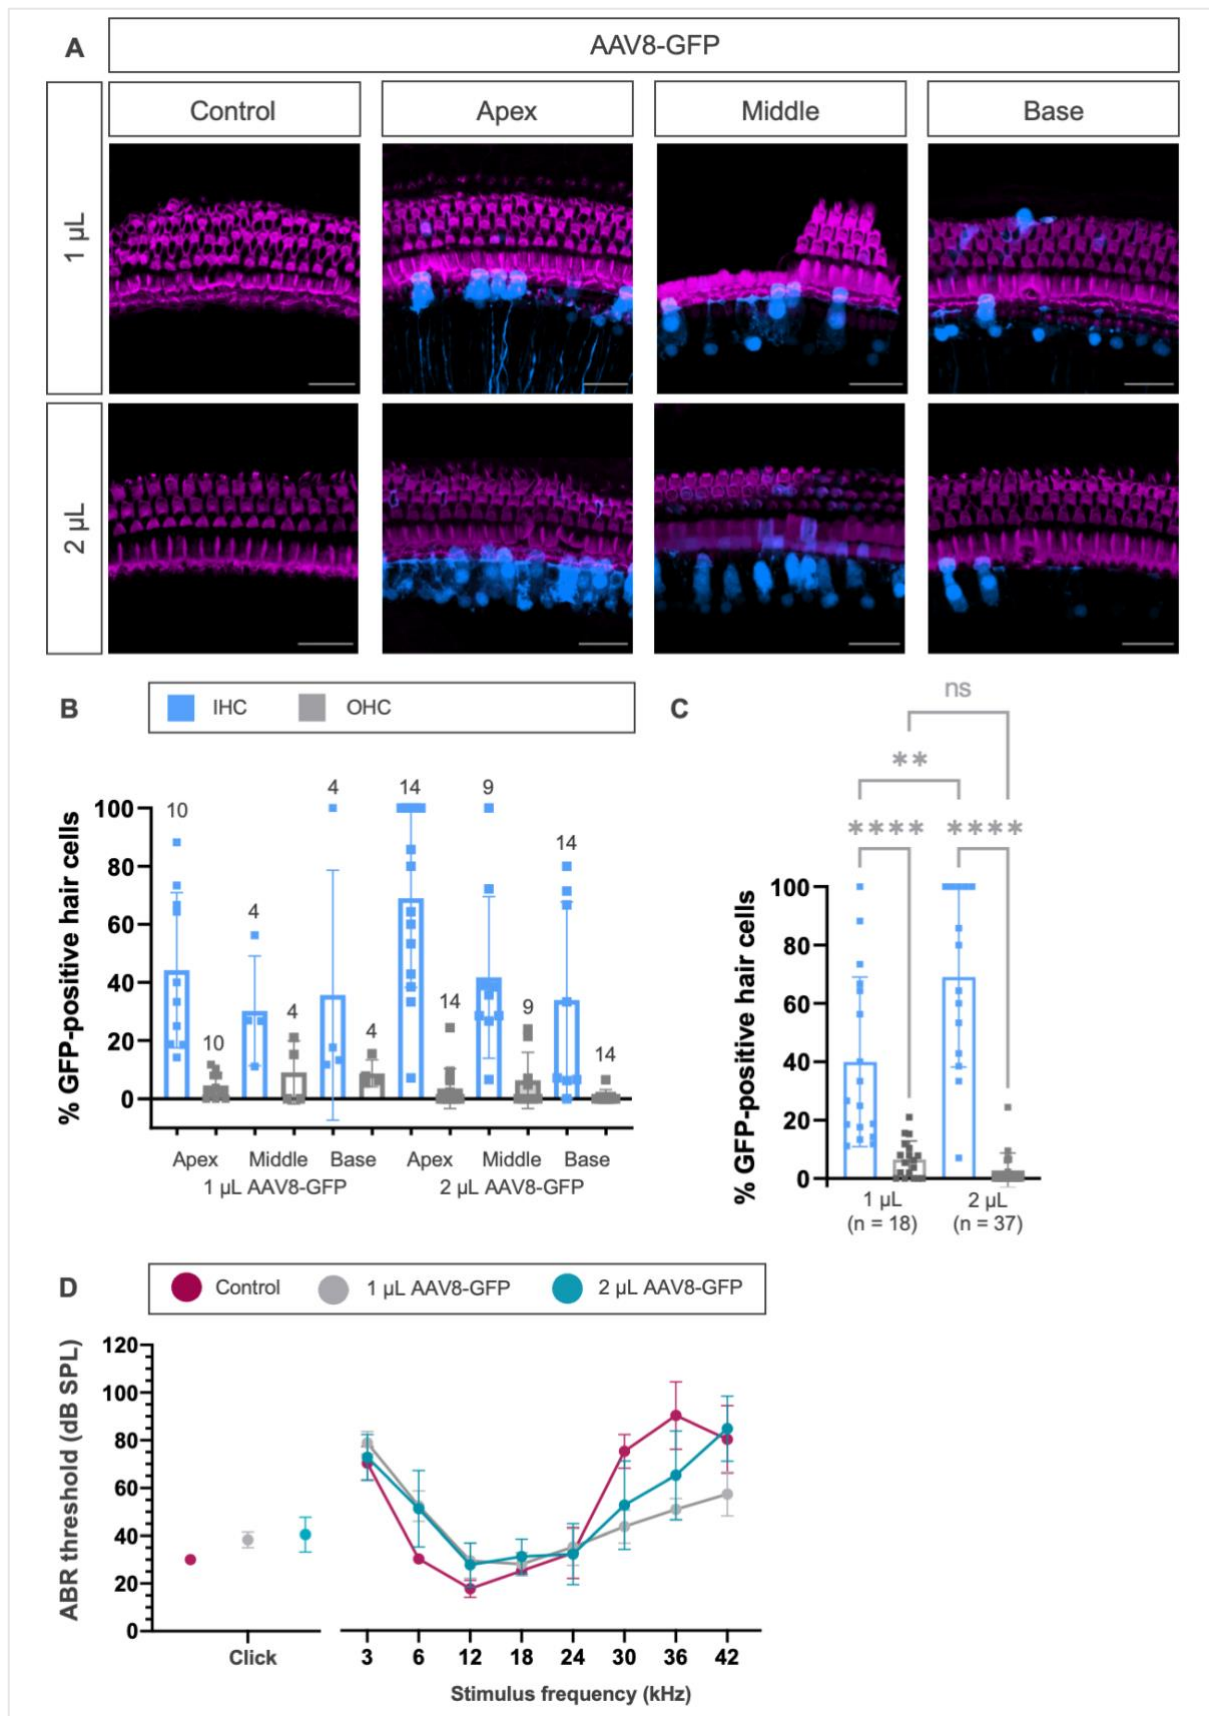 A
AAV8-GFP
Control
Apex
Middle
Base
1 µL
2 µL
B
IHC
OHC
% GFP-positive hair cells
100
80
60
40
20
0
10
10
4
4
4
4
14
14
9
9
14
14
Apex Middle Base Apex Middle Base
1 µL AAV8-GFP 2 µL AAV8-GFP
C
ns
**
**** ****
% GFP-positive hair cells
100
80
60
40
20
0
1 µL 2 µL
(n = 18) (n = 37)
D
Control
1 µL AAV8-GFP
2 µL AAV8-GFP
ABR threshold (dB SPL)
120
100
80
60
40
20
0
Click
3 6 12 18 24 30 36 42
Stimulus frequency (kHz)